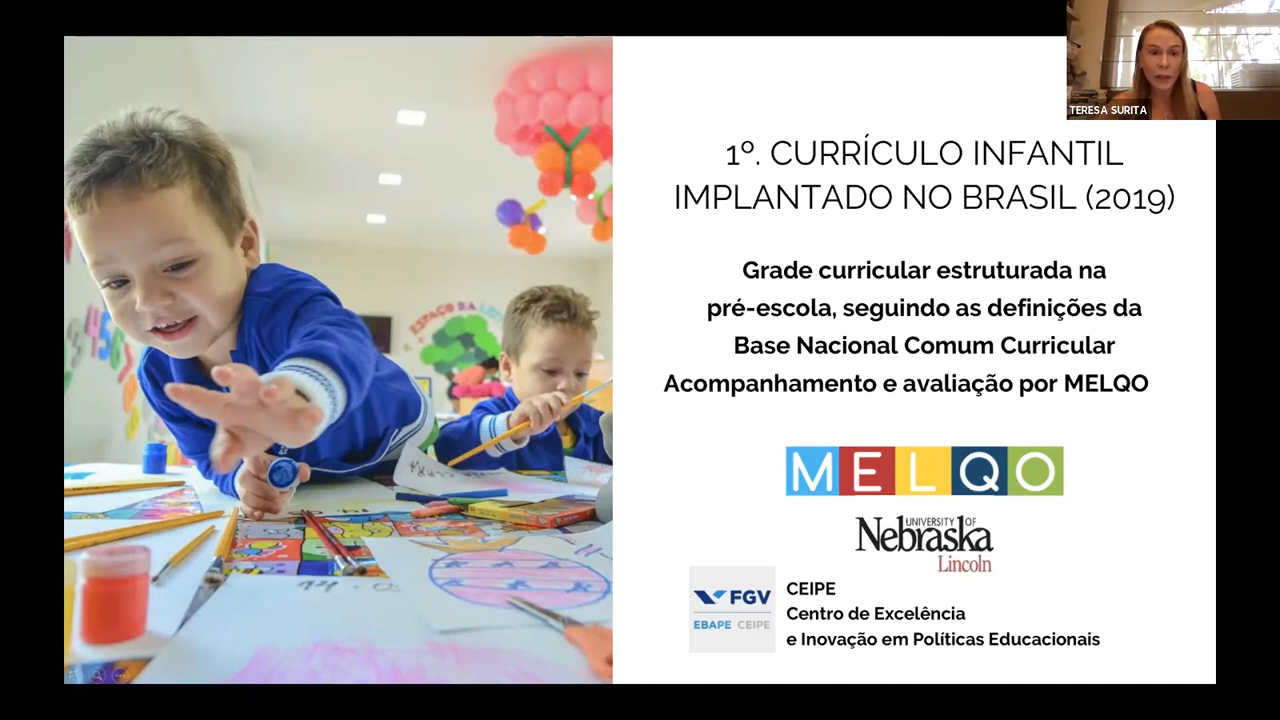 TERESA SURITA
1º. CURRÍCULO INFANTIL
IMPLANTADO NO BRASIL (2019)
Grade curricular estruturada na
pré-escola, seguindo as definições da
Base Nacional Comum Curricular
Acompanhamento e avaliação por MELQO
MELQO
UNIVERSITY OF
Nebraska
Lincoln
FGV
EBAPE CEIPE
CEIPE
Centro de Excelência
e Inovação em Políticas Educacionais
ESPAÇO DA